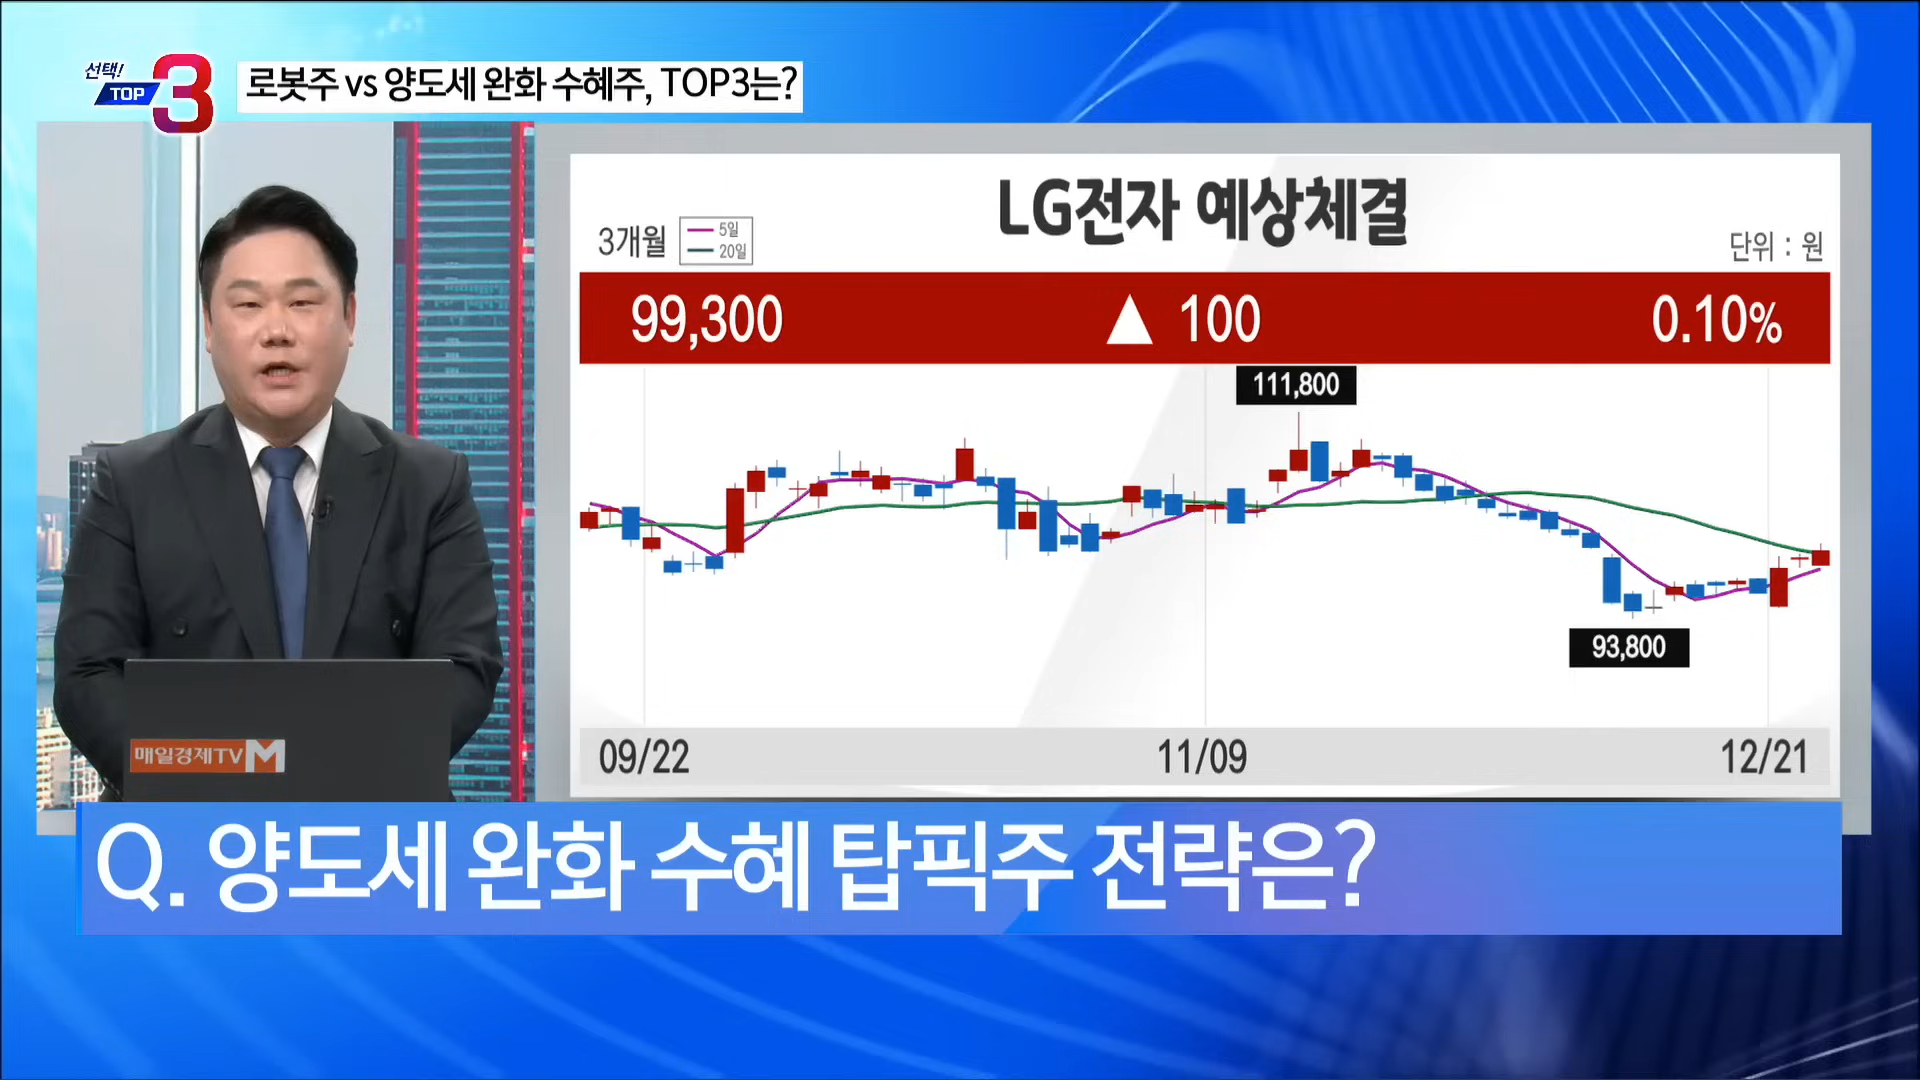 선택!
TOP
3
로봇주 vs 양도세 완화 수혜주, TOP3는?
LG전자 예상체결
3개월
5일
20일
단위 : 원
99,300 ▲ 100 0.10%
111,800
93,800
09/22 11/09 12/21
매일경제TV M
Q. 양도세 완화 수혜 탑픽주 전략은?